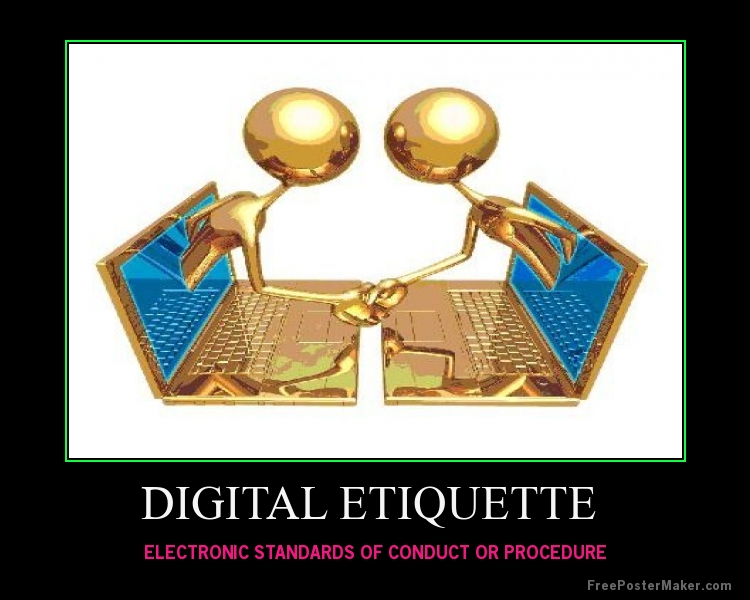 DIGITAL ETIQUETTE
ELECTRONIC STANDARDS OF CONDUCT OR PROCEDURE
FreePosterMaker.com